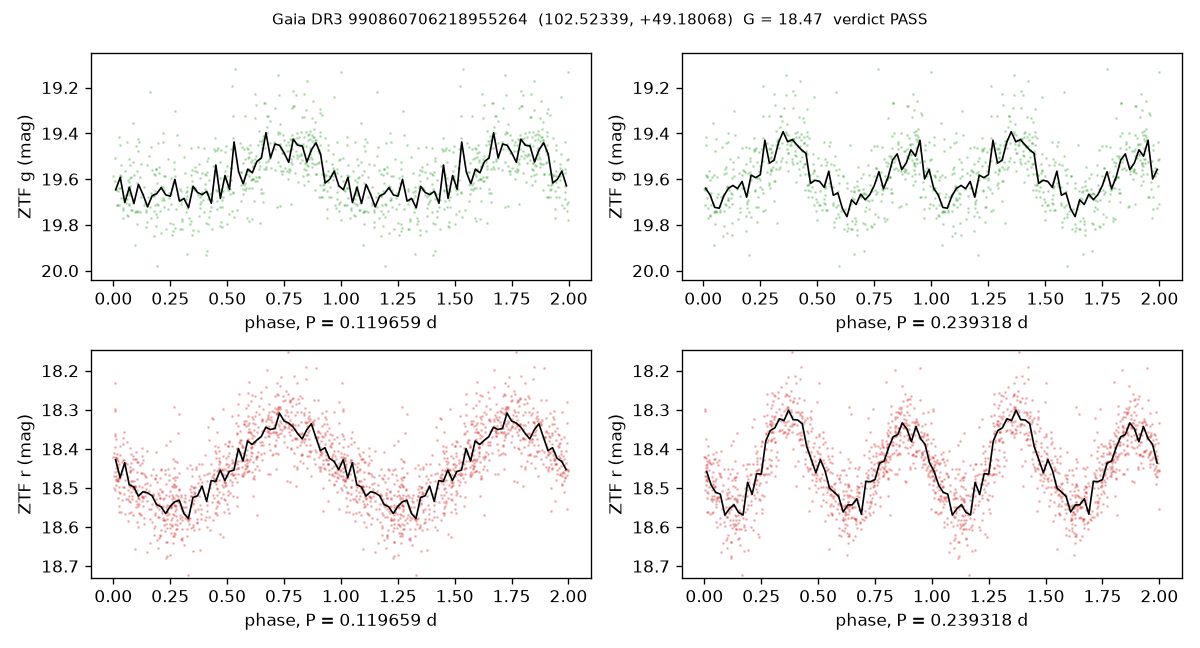 Gaia DR3 990860706218955264 (102.52339, +49.18068) G = 18.47 verdict PASS
ZTF g (mag)
19.2
19.4
19.6
19.8
20.0
0.00 0.25 0.50 0.75 1.00 1.25 1.50 1.75 2.00
phase, P = 0.119659 d
ZTF g (mag)
19.2
19.4
19.6
19.8
20.0
0.00 0.25 0.50 0.75 1.00 1.25 1.50 1.75 2.00
phase, P = 0.239318 d
ZTF r (mag)
18.2
18.3
18.4
18.5
18.6
18.7
0.00 0.25 0.50 0.75 1.00 1.25 1.50 1.75 2.00
phase, P = 0.119659 d
ZTF r (mag)
18.2
18.3
18.4
18.5
18.6
18.7
0.00 0.25 0.50 0.75 1.00 1.25 1.50 1.75 2.00
phase, P = 0.239318 d